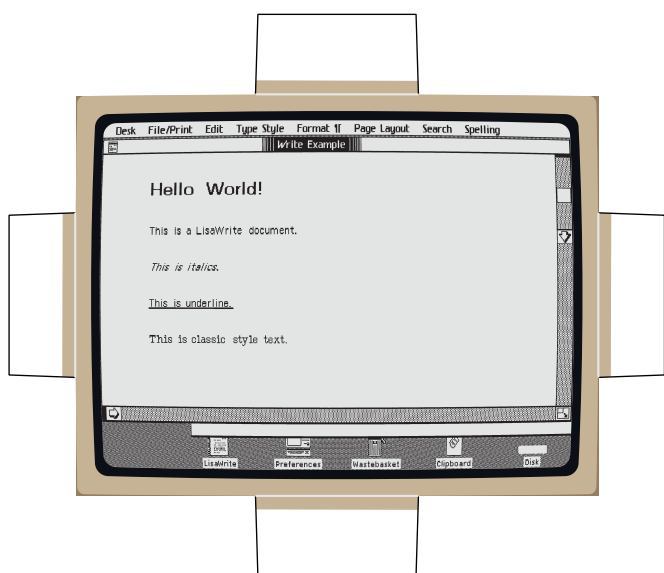 Desk File/Print Edit Type Style Format ¶ Page Layout Search Spelling
Write Example
Hello World!
This is a LisaWrite document.
This is italics.
This is underline.
This is classic style text.
LisaWrite Preferences Wastebasket Clipboard Disk